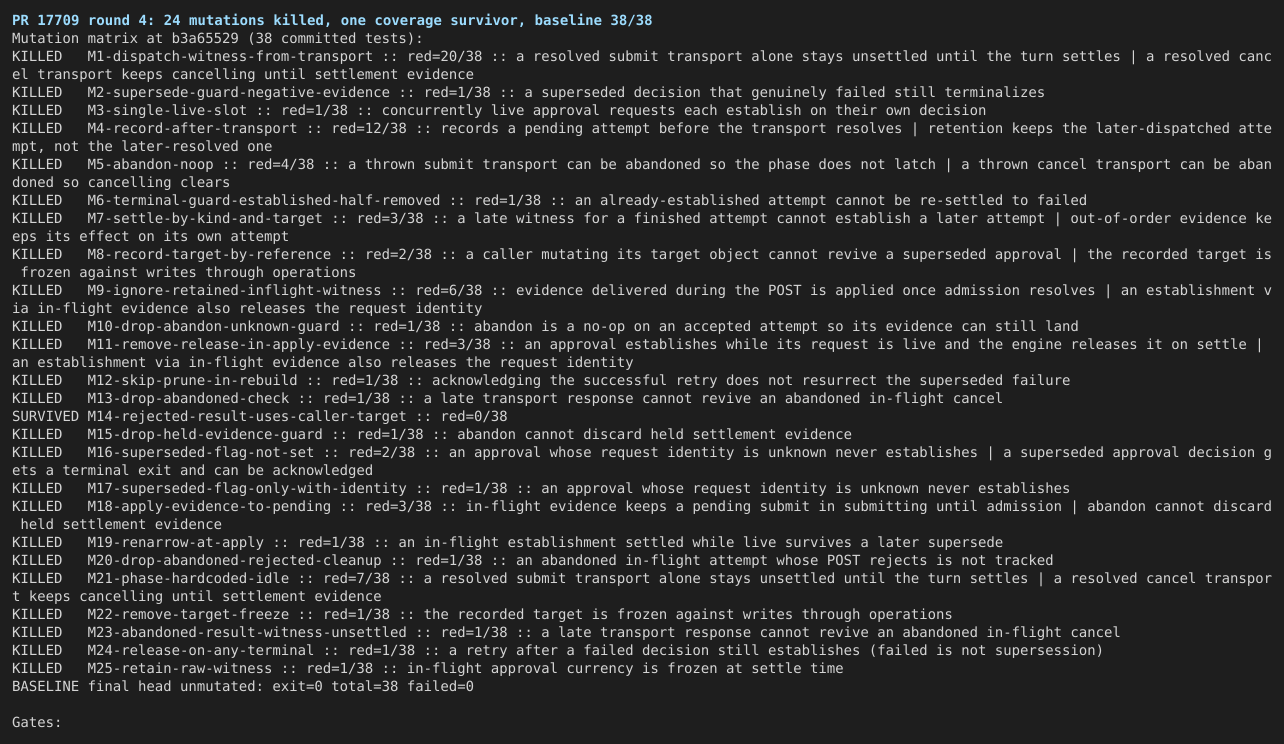 PR 17709 round 4: 24 mutations killed, one coverage survivor, baseline 38/38
Mutation matrix at b3a65529 (38 committed tests):
KILLED   M1-dispatch-witness-from-transport :: red=20/38 :: a resolved submit transport alone stays unsettled until the turn settles | a resolved canc
el transport keeps cancelling until settlement evidence
KILLED   M2-supersede-guard-negative-evidence :: red=1/38 :: a superseded decision that genuinely failed still terminalizes
KILLED   M3-single-live-slot :: red=1/38 :: concurrently live approval requests each establish on their own decision
KILLED   M4-record-after-transport :: red=12/38 :: records a pending attempt before the transport resolves | retention keeps the later-dispatched atte
mpt, not the later-resolved one
KILLED   M5-abandon-noop :: red=4/38 :: a thrown submit transport can be abandoned so the phase does not latch | a thrown cancel transport can be aban
doned so cancelling clears
KILLED   M6-terminal-guard-established-half-removed :: red=1/38 :: an already-established attempt cannot be re-settled to failed
KILLED   M7-settle-by-kind-and-target :: red=3/38 :: a late witness for a finished attempt cannot establish a later attempt | out-of-order evidence ke
eps its effect on its own attempt
KILLED   M8-record-target-by-reference :: red=2/38 :: a caller mutating its target object cannot revive a superseded approval | the recorded target is
 frozen against writes through operations
KILLED   M9-ignore-retained-inflight-witness :: red=6/38 :: evidence delivered during the POST is applied once admission resolves | an establishment v
ia in-flight evidence also releases the request identity
KILLED   M10-drop-abandon-unknown-guard :: red=1/38 :: abandon is a no-op on an accepted attempt so its evidence can still land
KILLED   M11-remove-release-in-apply-evidence :: red=3/38 :: an approval establishes while its request is live and the engine releases it on settle |
an establishment via in-flight evidence also releases the request identity
KILLED   M12-skip-prune-in-rebuild :: red=1/38 :: acknowledging the successful retry does not resurrect the superseded failure
KILLED   M13-drop-abandoned-check :: red=1/38 :: a late transport response cannot revive an abandoned in-flight cancel
SURVIVED M14-rejected-result-uses-caller-target :: red=0/38
KILLED   M15-drop-held-evidence-guard :: red=1/38 :: abandon cannot discard held settlement evidence
KILLED   M16-superseded-flag-not-set :: red=2/38 :: an approval whose request identity is unknown never establishes | a superseded approval decision g
ets a terminal exit and can be acknowledged
KILLED   M17-superseded-flag-only-with-identity :: red=1/38 :: an approval whose request identity is unknown never establishes
KILLED   M18-apply-evidence-to-pending :: red=3/38 :: in-flight evidence keeps a pending submit in submitting until admission | abandon cannot discard
 held settlement evidence
KILLED   M19-renarrow-at-apply :: red=1/38 :: an in-flight establishment settled while live survives a later supersede
KILLED   M20-drop-abandoned-rejected-cleanup :: red=1/38 :: an abandoned in-flight attempt whose POST rejects is not tracked
KILLED   M21-phase-hardcoded-idle :: red=7/38 :: a resolved submit transport alone stays unsettled until the turn settles | a resolved cancel transpor
t keeps cancelling until settlement evidence
KILLED   M22-remove-target-freeze :: red=1/38 :: the recorded target is frozen against writes through operations
KILLED   M23-abandoned-result-witness-unsettled :: red=1/38 :: a late transport response cannot revive an abandoned in-flight cancel
KILLED   M24-release-on-any-terminal :: red=1/38 :: a retry after a failed decision still establishes (failed is not supersession)
KILLED   M25-retain-raw-witness :: red=1/38 :: in-flight approval currency is frozen at settle time
BASELINE final head unmutated: exit=0 total=38 failed=0

Gates: